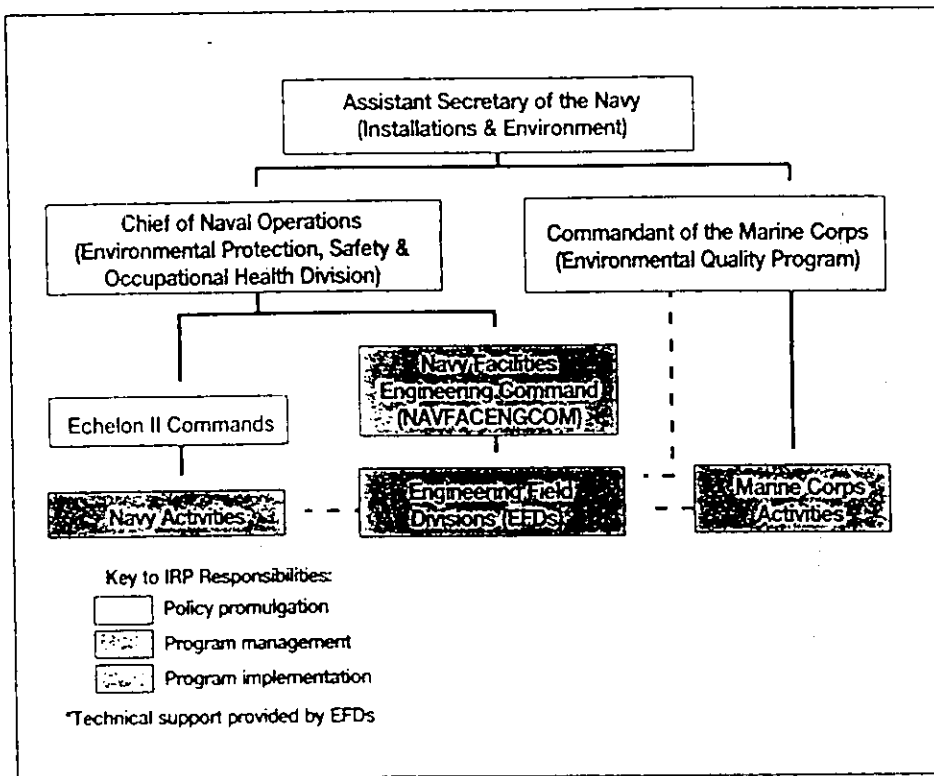 Assistant Secretary of the Navy
(Installations & Environment)
Chief of Naval Operations
(Environmental Protection, Safety &
Occupational Health Division)
Commandant of the Marine Corps
(Environmental Quality Program)
Navy Facilities
Engineering Command
(NAVFACENGCOM)
Echelon II Commands
Navy Activities
Engineering Field
Divisions (EFDs)
Marine Corps
Activities
Key to IRP Responsibilities:
Policy promulgation
Program management
Program implementation
*Technical support provided by EFDs